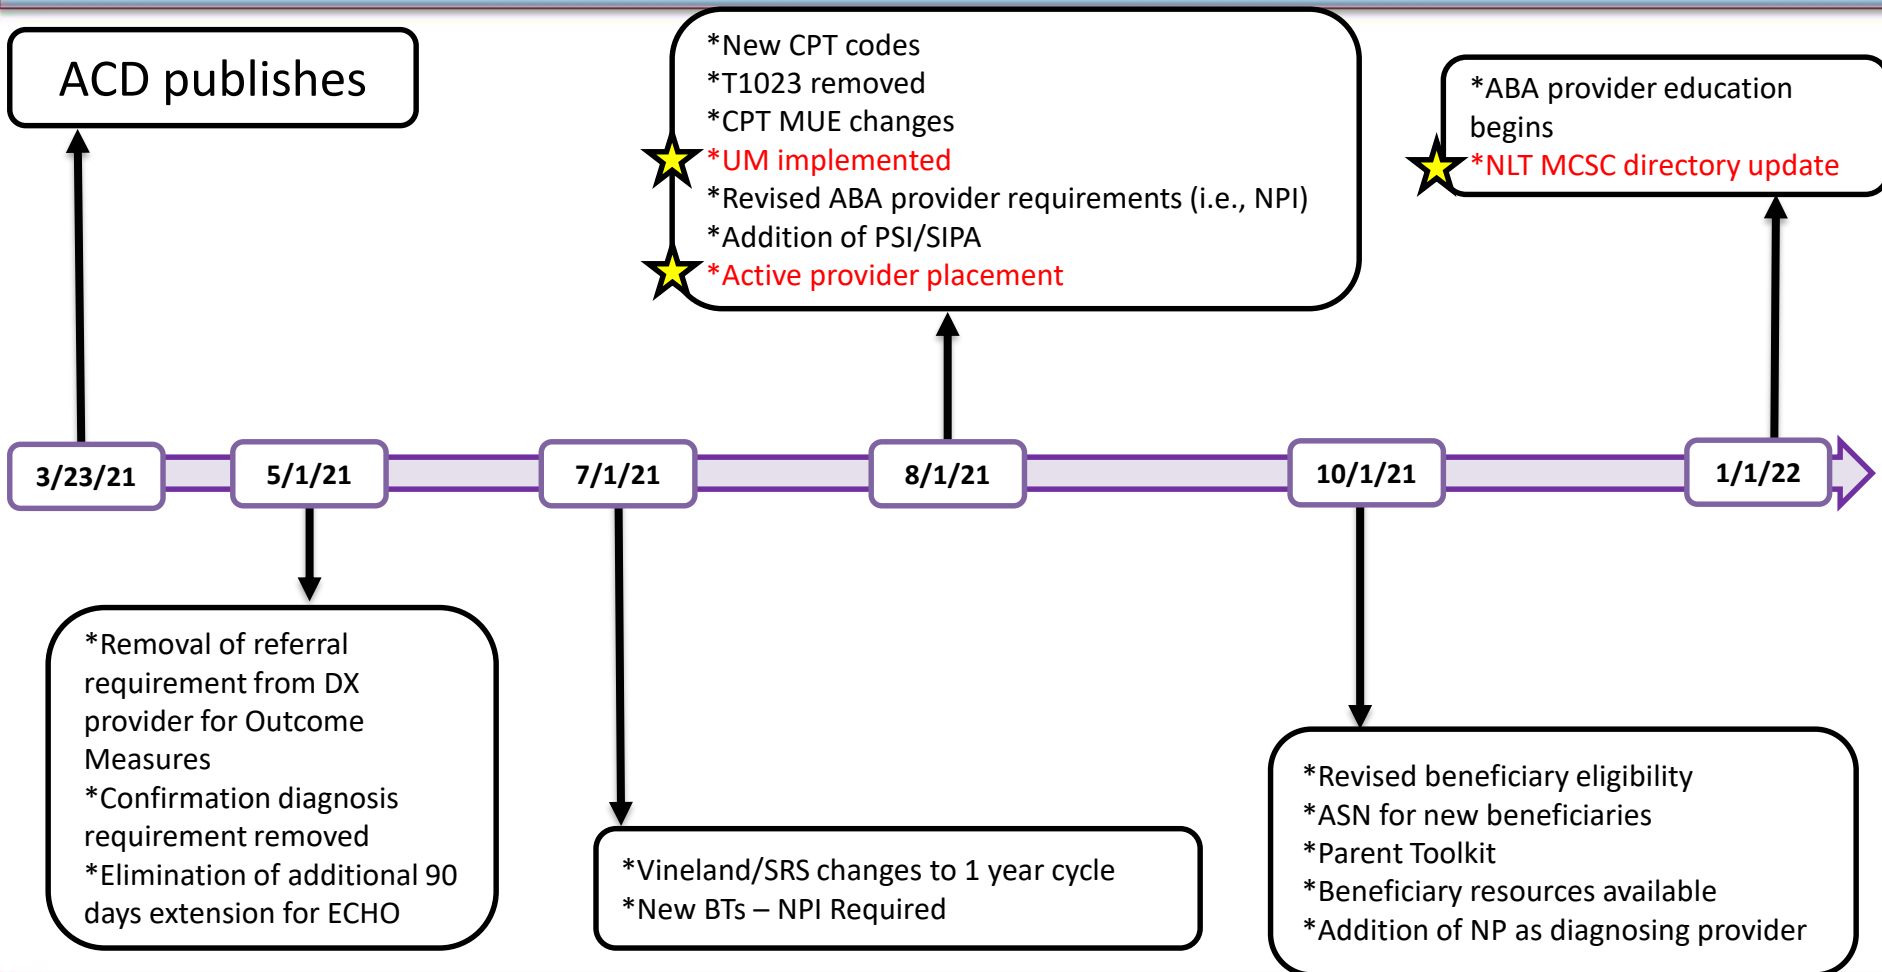 ACD publishes
*New CPT codes
*T1023 removed
*CPT MUE changes
*UM implemented
*Revised ABA provider requirements (i.e., NPI)
*Addition of PSI/SIPA
*Active provider placement
*ABA provider education
begins
*NLT MCSC directory update
3/23/21
5/1/21
7/1/21
8/1/21
10/1/21
1/1/22
*Removal of referral
requirement from DX
provider for Outcome
Measures
*Confirmation diagnosis
requirement removed
*Elimination of additional 90
days extension for ECHO
*Vineland/SRS changes to 1 year cycle
*New BTs – NPI Required
*Revised beneficiary eligibility
*ASN for new beneficiaries
*Parent Toolkit
*Beneficiary resources available
*Addition of NP as diagnosing provider